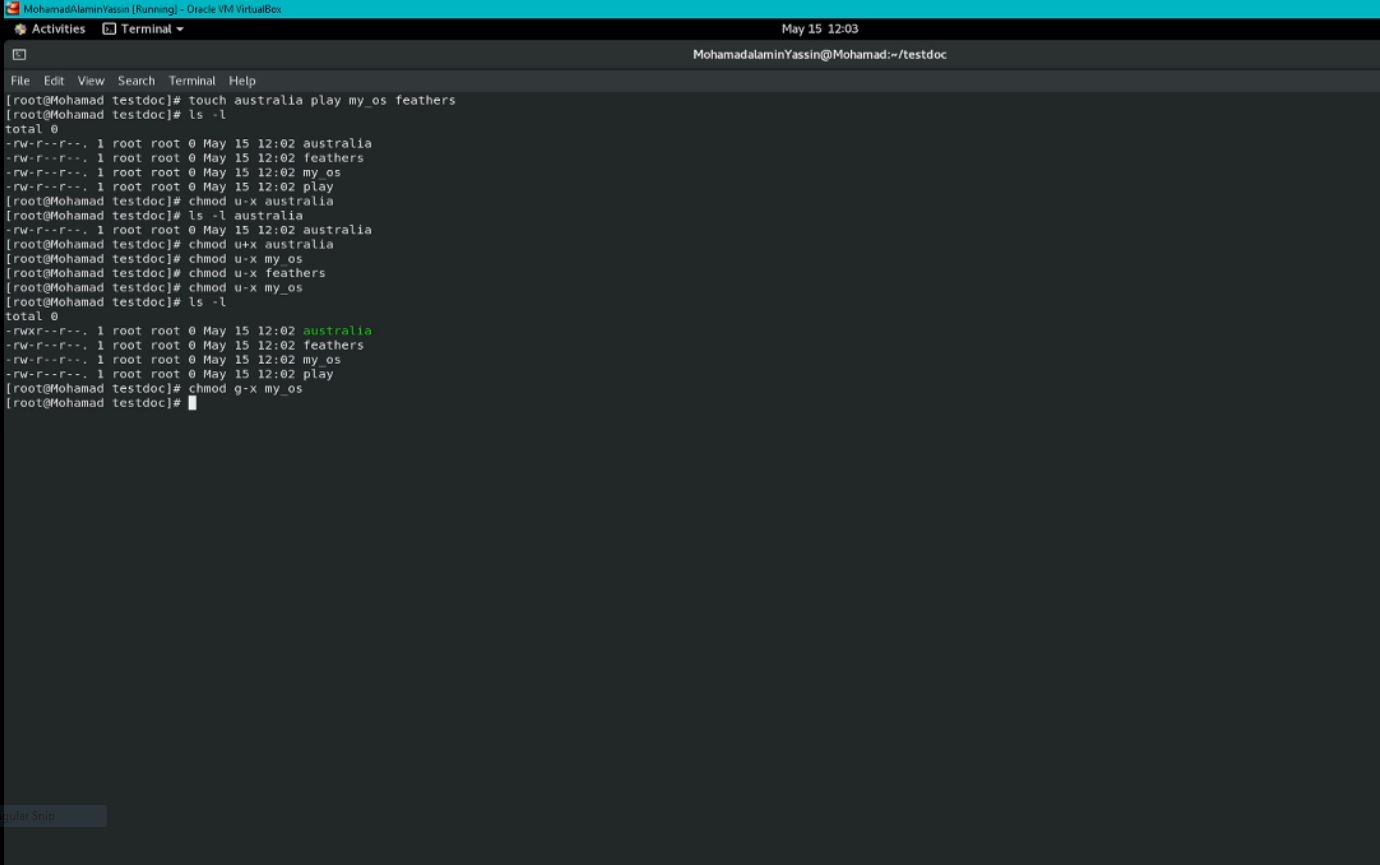 MohamadAlaminYassin [Running] - Oracle VM VirtualBox
Activities Terminal May 15 12:03
MohamadalaminYassin@Mohamad:~/testdoc
File Edit View Search Terminal Help
[root@Mohamad testdoc]# touch australia play my_os feathers
[root@Mohamad testdoc]# ls -l
total 0
-rw-r--r--. 1 root root 0 May 15 12:02 australia
-rw-r--r--. 1 root root 0 May 15 12:02 feathers
-rw-r--r--. 1 root root 0 May 15 12:02 my_os
-rw-r--r--. 1 root root 0 May 15 12:02 play
[root@Mohamad testdoc]# chmod u-x australia
[root@Mohamad testdoc]# ls -l australia
-rw-r--r--. 1 root root 0 May 15 12:02 australia
[root@Mohamad testdoc]# chmod u+x australia
[root@Mohamad testdoc]# chmod u-x my_os
[root@Mohamad testdoc]# chmod u-x feathers
[root@Mohamad testdoc]# chmod u-x my_os
[root@Mohamad testdoc]# ls -l
total 0
-rwxr--r--. 1 root root 0 May 15 12:02 australia
-rw-r--r--. 1 root root 0 May 15 12:02 feathers
-rw-r--r--. 1 root root 0 May 15 12:02 my_os
-rw-r--r--. 1 root root 0 May 15 12:02 play
[root@Mohamad testdoc]# chmod g-x my_os
[root@Mohamad testdoc]#
gular Snip